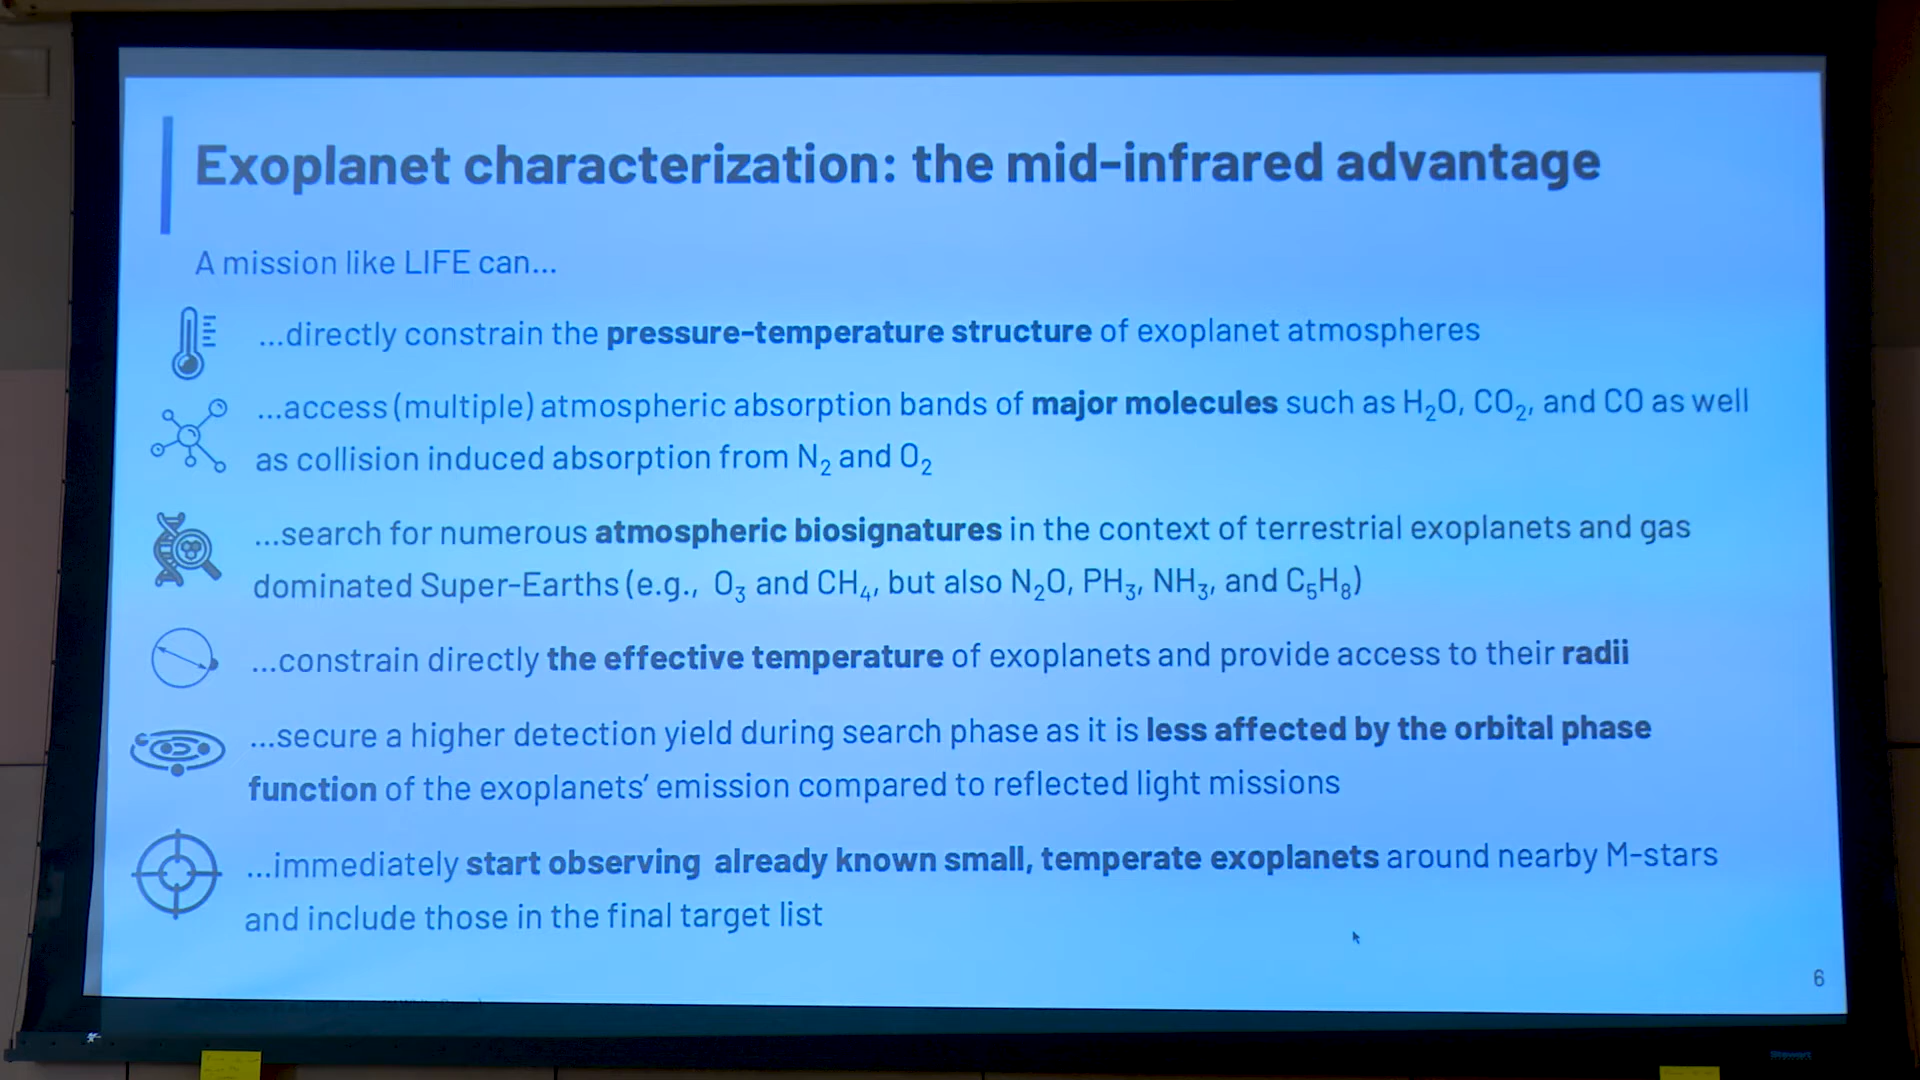 Exoplanet characterization: the mid-infrared advantage
A mission like LIFE can...
...directly constrain the pressure-temperature structure of exoplanet atmospheres
...access (multiple) atmospheric absorption bands of major molecules such as H₂O, CO₂, and CO as well
as collision induced absorption from N₂ and O₂
...search for numerous atmospheric biosignatures in the context of terrestrial exoplanets and gas
dominated Super-Earths (e.g., O₃ and CH₄, but also N₂O, PH₃, NH₃, and C₅H₈)
...constrain directly the effective temperature of exoplanets and provide access to their radii
...secure a higher detection yield during search phase as it is less affected by the orbital phase
function of the exoplanets’ emission compared to reflected light missions
...immediately start observing already known small, temperate exoplanets around nearby M-stars
and include those in the final target list
6
Stewart